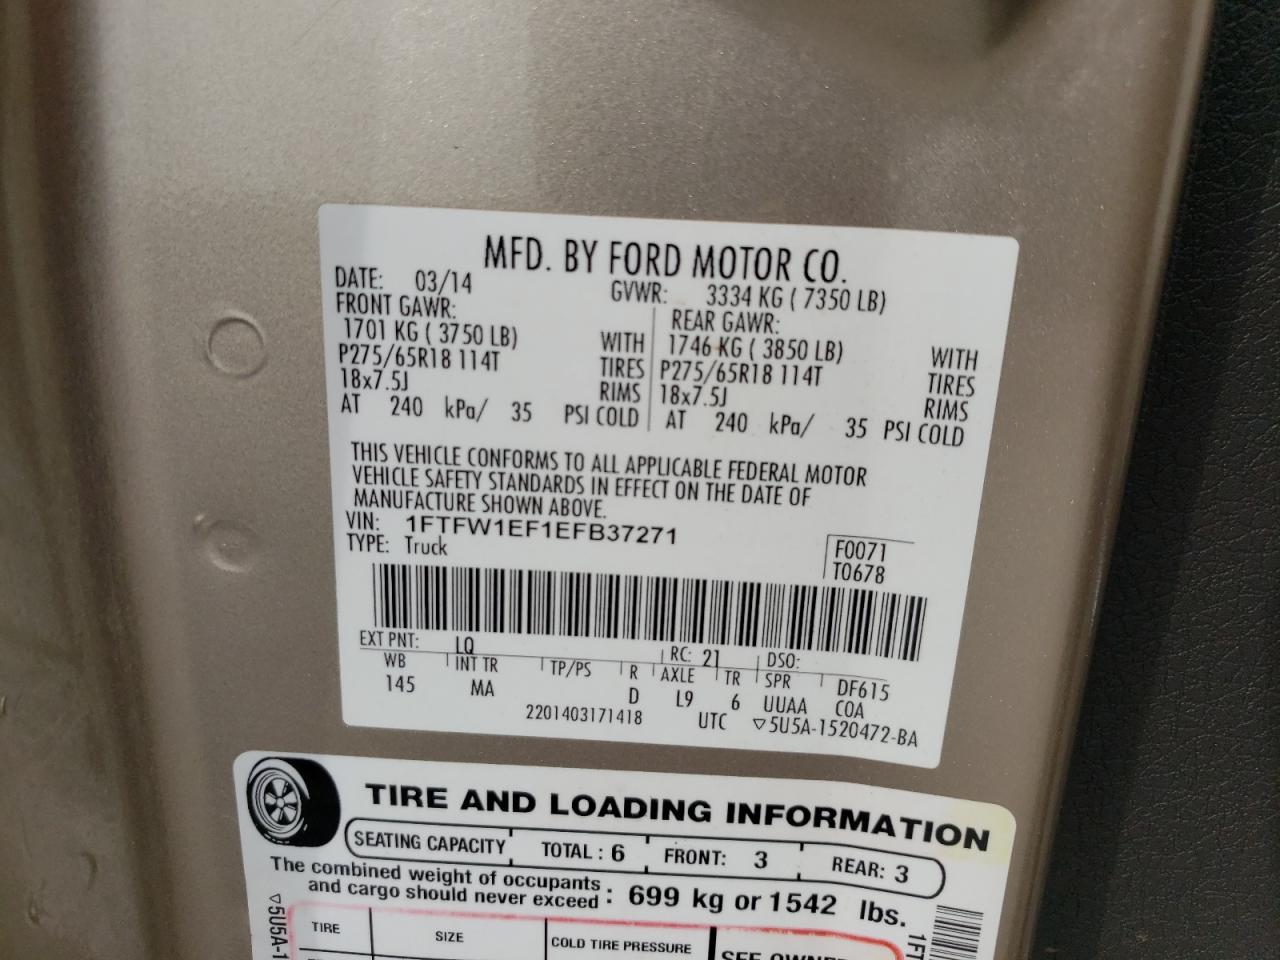 MFD. BY FORD MOTOR CO.
DATE: 03/14 GVWR: 3334 KG ( 7350 LB)
FRONT GAWR: REAR GAWR:
1701 KG ( 3750 LB) WITH 1746 KG ( 3850 LB) WITH
P275/65R18 114T TIRES P275/65R18 114T TIRES
18x7.5J RIMS 18x7.5J RIMS
AT 240 kPa/ 35 PSI COLD AT 240 kPa/ 35 PSI COLD
THIS VEHICLE CONFORMS TO ALL APPLICABLE FEDERAL MOTOR
VEHICLE SAFETY STANDARDS IN EFFECT ON THE DATE OF
MANUFACTURE SHOWN ABOVE.
VIN: 1FTFW1EF1EFB37271
TYPE: Truck
F0071
T0678
EXT PNT: LQ RC: 21 DSO:
WB INT TR TP/PS R AXLE TR SPR DF615
145 MA D L9 6 UUAA COA
2201403171418 UTC ▽5U5A-1520472-BA
TIRE AND LOADING INFORMATION
SEATING CAPACITY TOTAL : 6 FRONT: 3 REAR: 3
The combined weight of occupants
and cargo should never exceed : 699 kg or 1542 lbs.
TIRE SIZE COLD TIRE PRESSURE SEE
▽5U5A-1
1FT